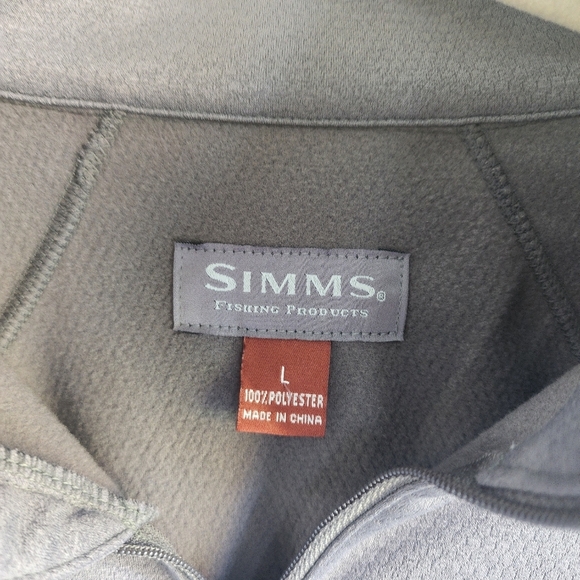 SIMMS®
FISHING PRODUCTS
L
100% POLYESTER
MADE IN CHINA